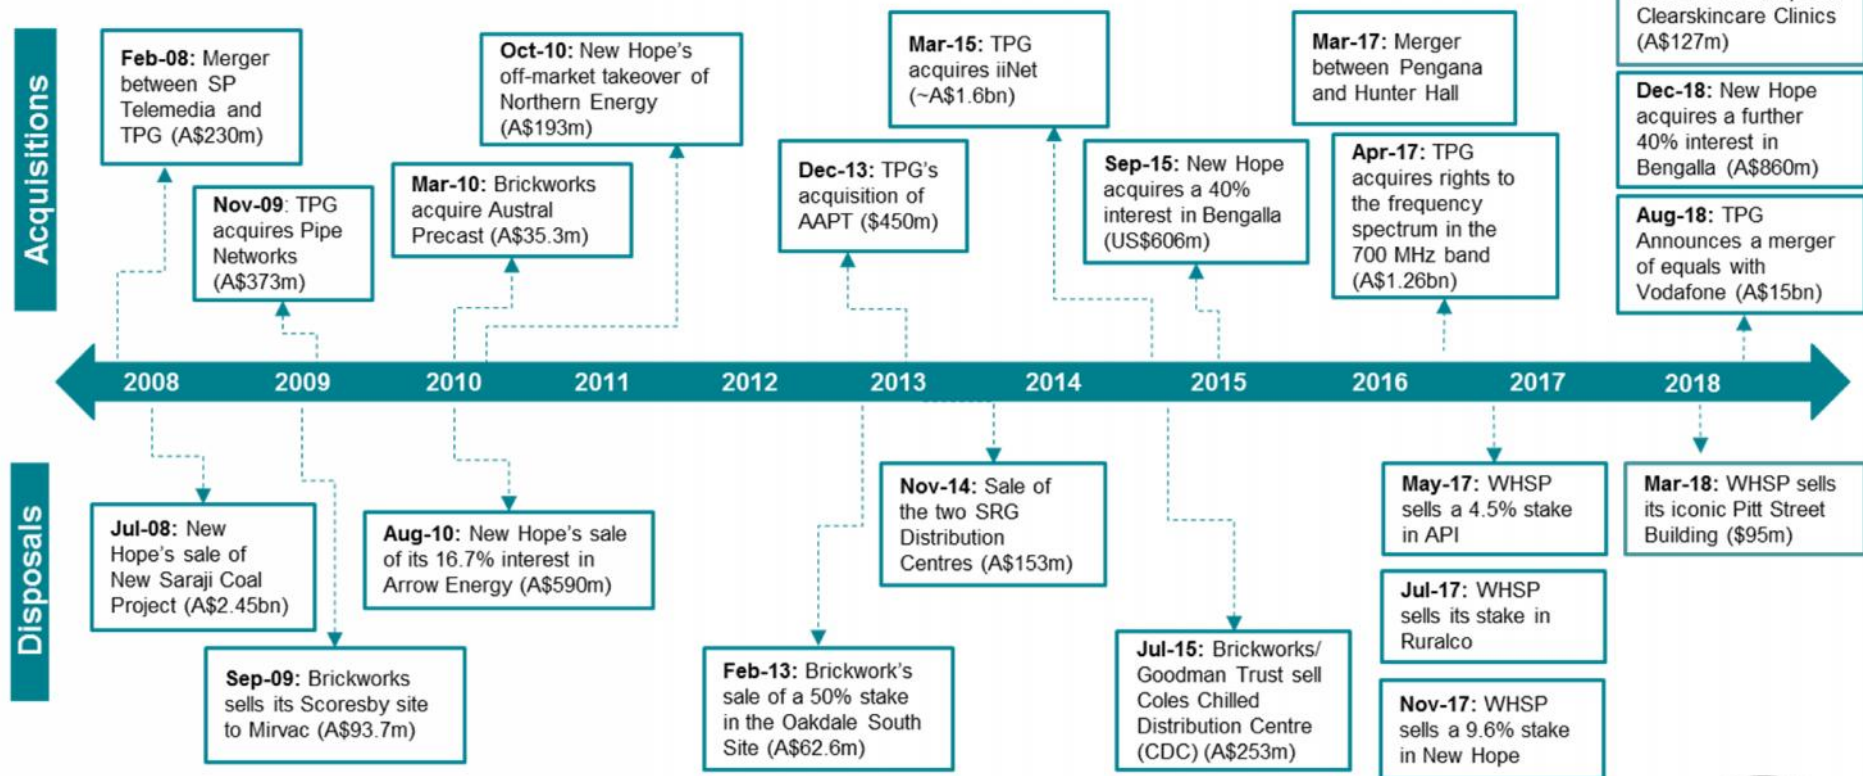 Acquisitions
Feb-08: Merger
between SP
Telemedia and
TPG (A$230m)
Nov-09: TPG
acquires Pipe
Networks
(A$373m)
Mar-10: Brickworks
acquire Austral
Precast (A$35.3m)
Oct-10: New Hope's
off-market takeover of
Northern Energy
(A$193m)
Dec-13: TPG's
acquisition of
AAPT ($450m)
Mar-15: TPG
acquires iiNet
(~A$1.6bn)
Sep-15: New Hope
acquires a 40%
interest in Bengalla
(US$606m)
Mar-17: Merger
between Pengana
and Hunter Hall
Apr-17: TPG
acquires rights to
the frequency
spectrum in the
700 MHz band
(A$1.26bn)
Clearskincare Clinics
(A$127m)
Dec-18: New Hope
acquires a further
40% interest in
Bengalla (A$860m)
Aug-18: TPG
Announces a merger
of equals with
Vodafone (A$15bn)
2008 2009 2010 2011 2012 2013 2014 2015 2016 2017 2018
Disposals
Jul-08: New
Hope's sale of
New Saraji Coal
Project (A$2.45bn)
Sep-09: Brickworks
sells its Scoresby site
to Mirvac (A$93.7m)
Aug-10: New Hope's sale
of its 16.7% interest in
Arrow Energy (A$590m)
Feb-13: Brickwork's
sale of a 50% stake
in the Oakdale South
Site (A$62.6m)
Nov-14: Sale of
the two SRG
Distribution
Centres (A$153m)
Jul-15: Brickworks/
Goodman Trust sell
Coles Chilled
Distribution Centre
(CDC) (A$253m)
May-17: WHSP
sells a 4.5% stake
in API
Jul-17: WHSP
sells its stake in
Ruralco
Nov-17: WHSP
sells a 9.6% stake
in New Hope
Mar-18: WHSP sells
its iconic Pitt Street
Building ($95m)